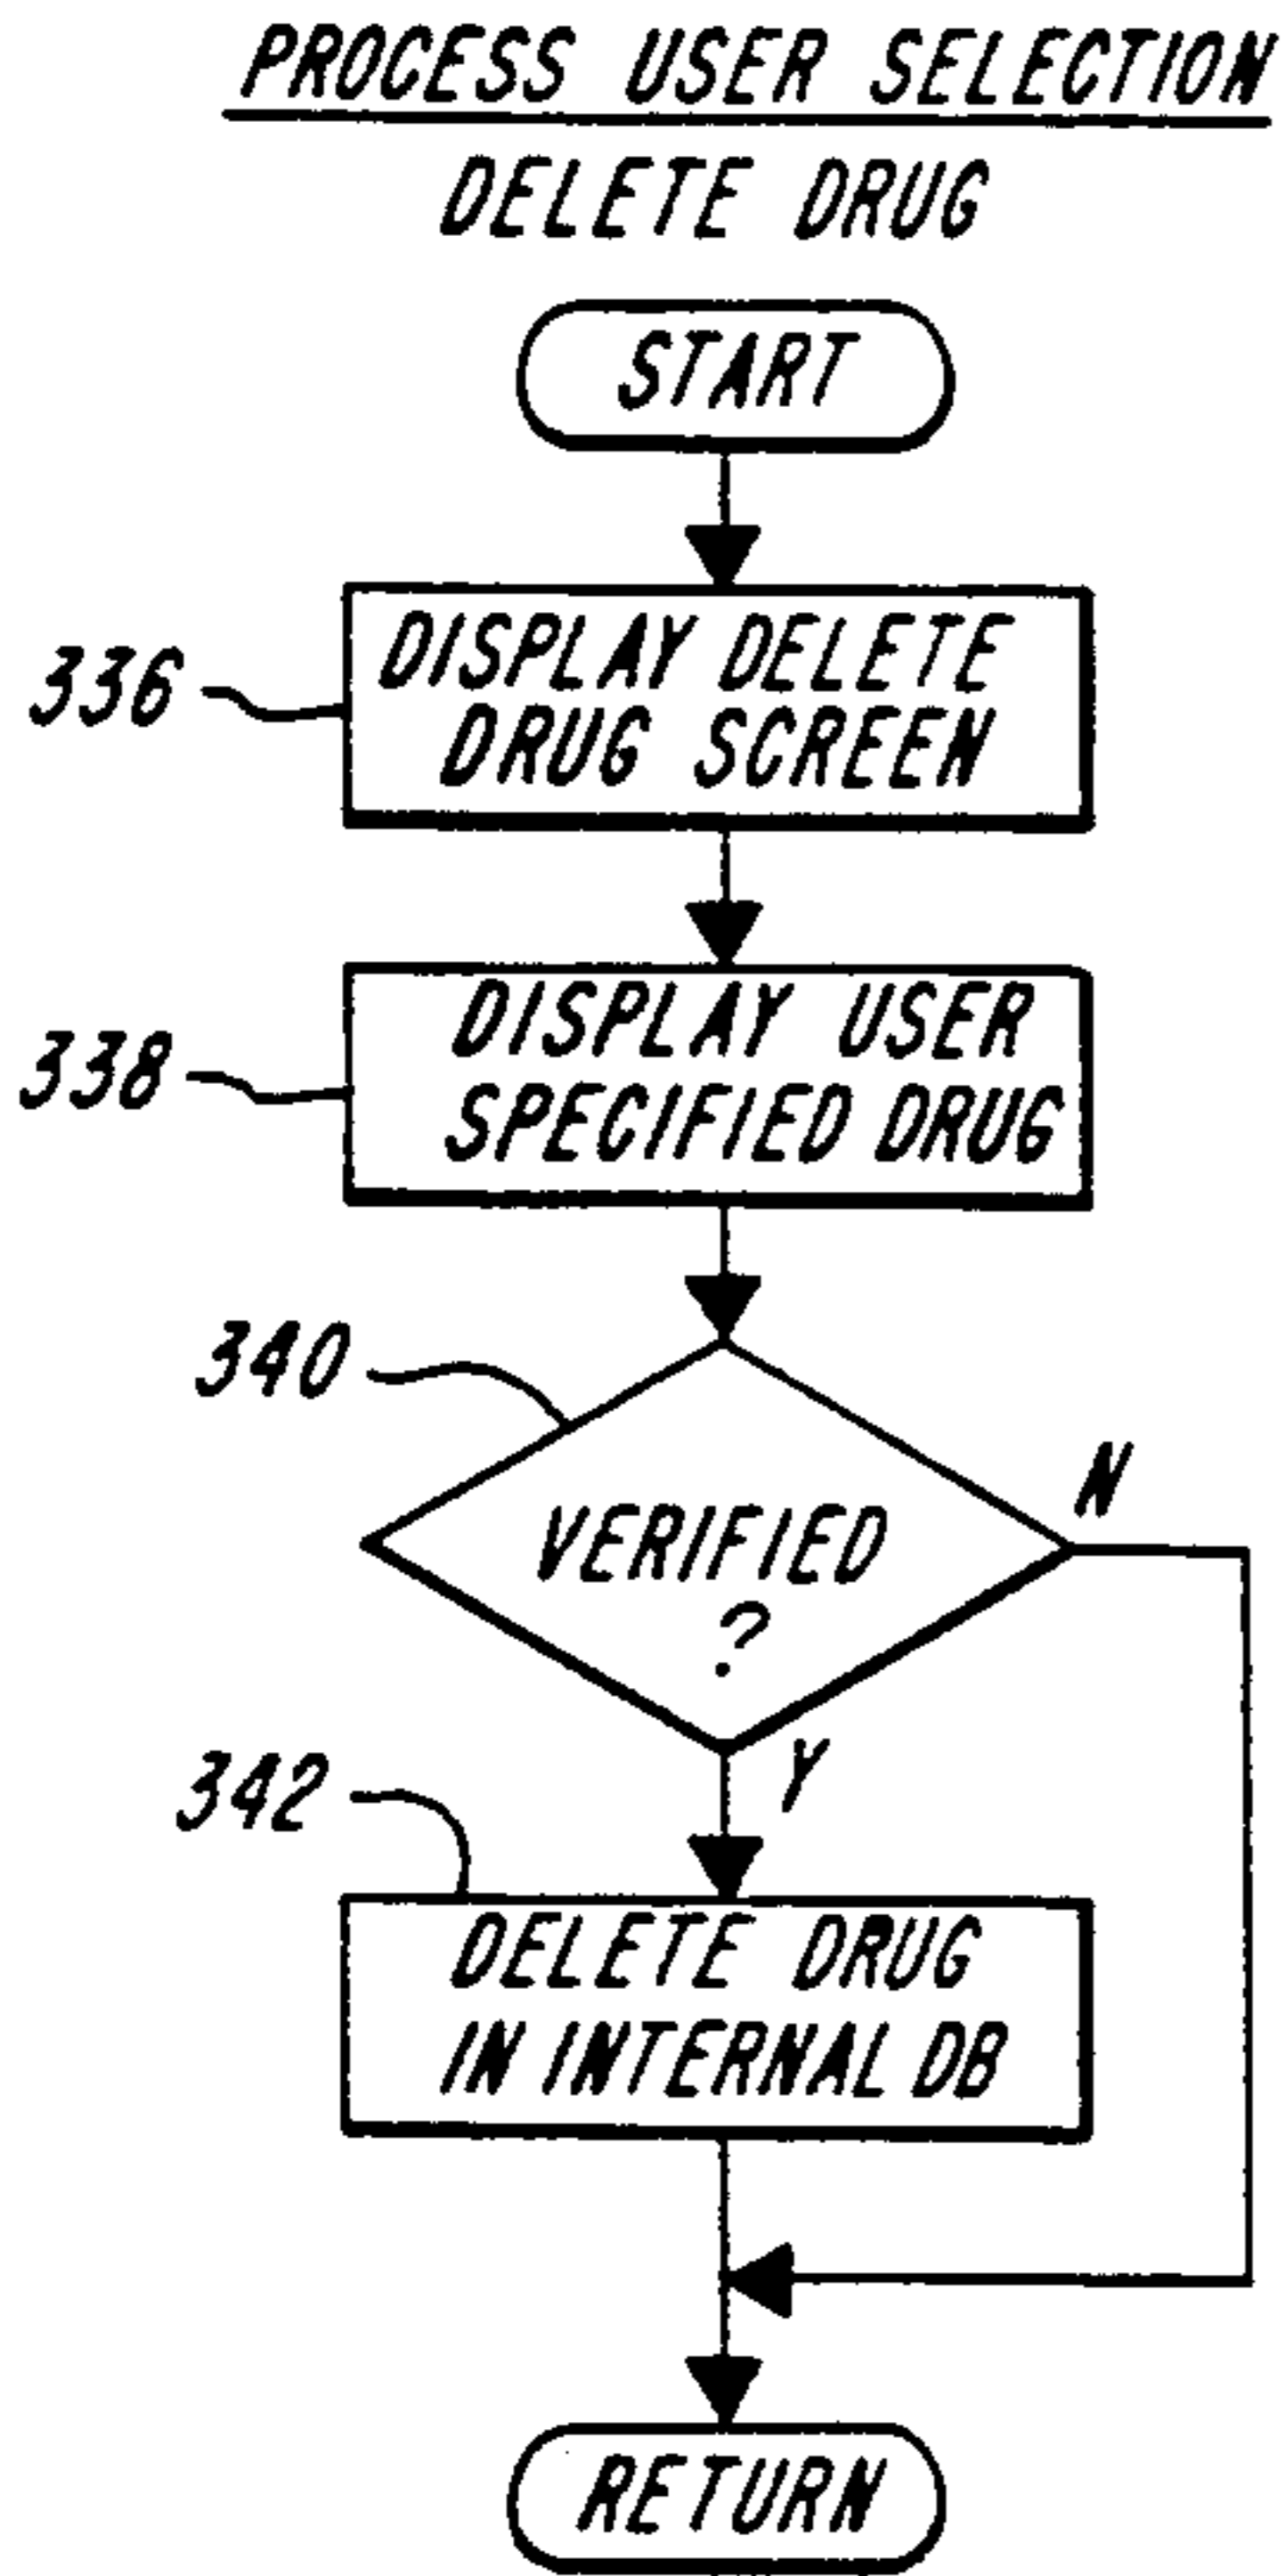 PROCESS USER SELECTION
DELETE DRUG
START
336
DISPLAY DELETE
DRUG SCREEN
338
DISPLAY USER
SPECIFIED DRUG
340
VERIFIED
?
N
Y
342
DELETE DRUG
IN INTERNAL DB
RETURN